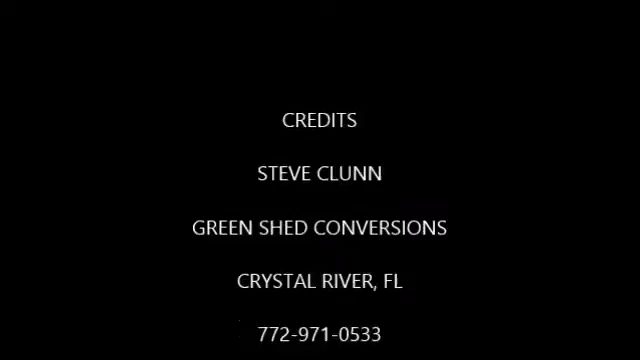 CREDITS
STEVE CLUNN
GREEN SHED CONVERSIONS
CRYSTAL RIVER, FL
772-971-0533